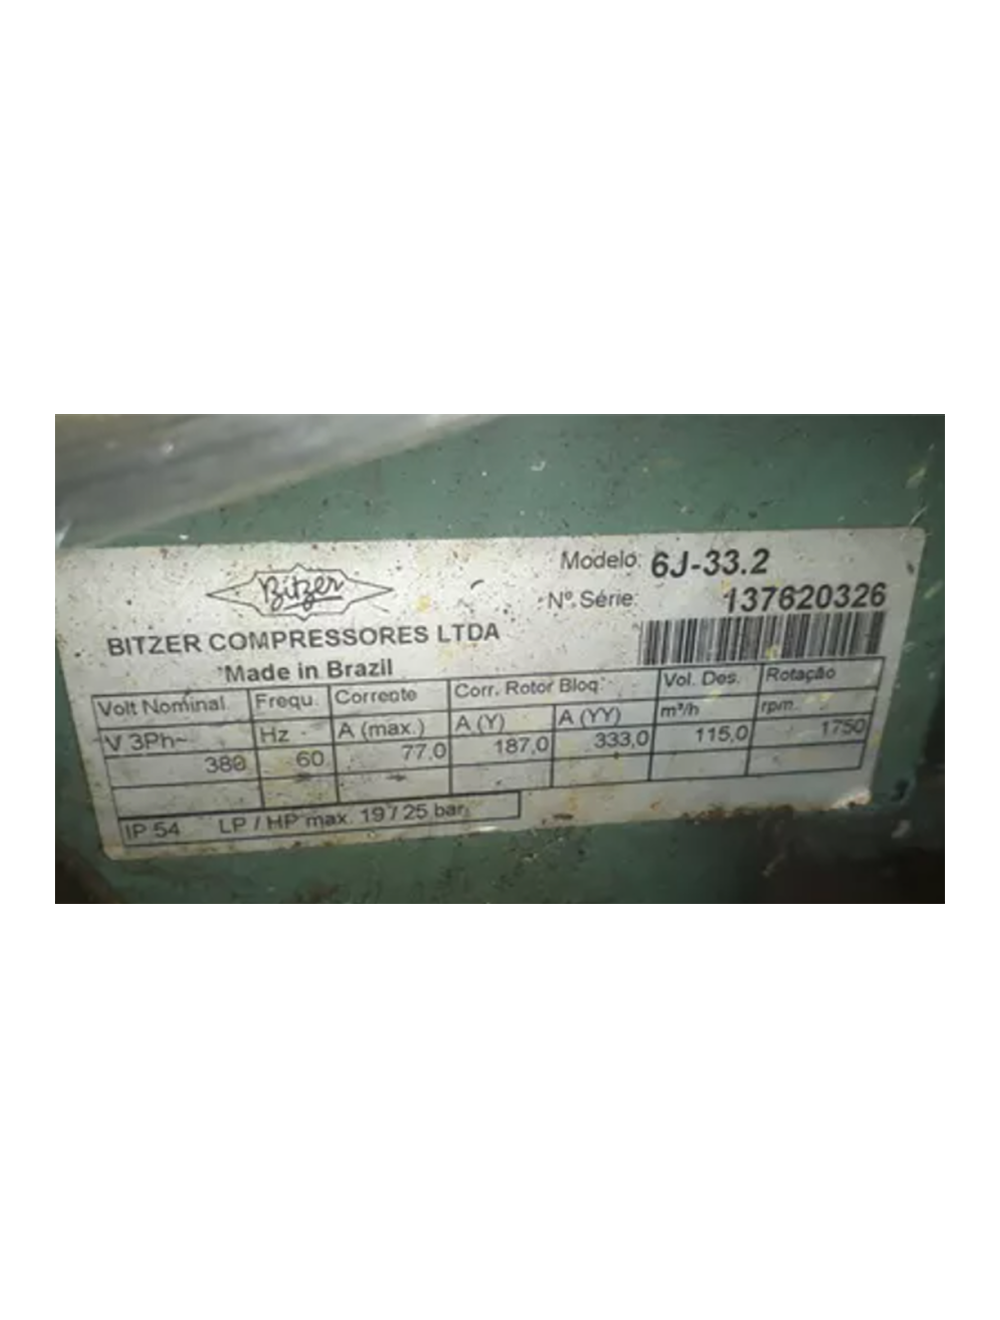 Bitzer
Modelo: 6J-33.2
Nº.Série: 137620326
BITZER COMPRESSORES LTDA
Made in Brazil
Volt Nominal Frequ. Corrente Corr. Rotor Bloq. Vol. Des. Rotação
V 3Ph~ Hz A (max.) A (Y) A (YY) m³/h rpm
380 60 77,0 187,0 333,0 115,0 1750
IP 54 LP / HP max. 19 / 25 bar